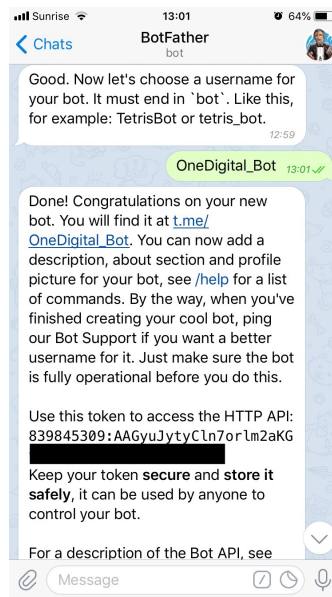 Sunrise 13:01 64%
Chats BotFather
bot
Good. Now let's choose a username for
your bot. It must end in `bot`. Like this,
for example: TetrisBot or tetris_bot.
12:59
OneDigital_Bot 13:01
Done! Congratulations on your new
bot. You will find it at t.me/
OneDigital_Bot. You can now add a
description, about section and profile
picture for your bot, see /help for a list
of commands. By the way, when you've
finished creating your cool bot, ping
our Bot Support if you want a better
username for it. Just make sure the bot
is fully operational before you do this.
Use this token to access the HTTP API:
839845309:AAGyuJytyCln7orlm2aKG
Keep your token secure and store it
safely, it can be used by anyone to
control your bot.
For a description of the Bot API, see
Message